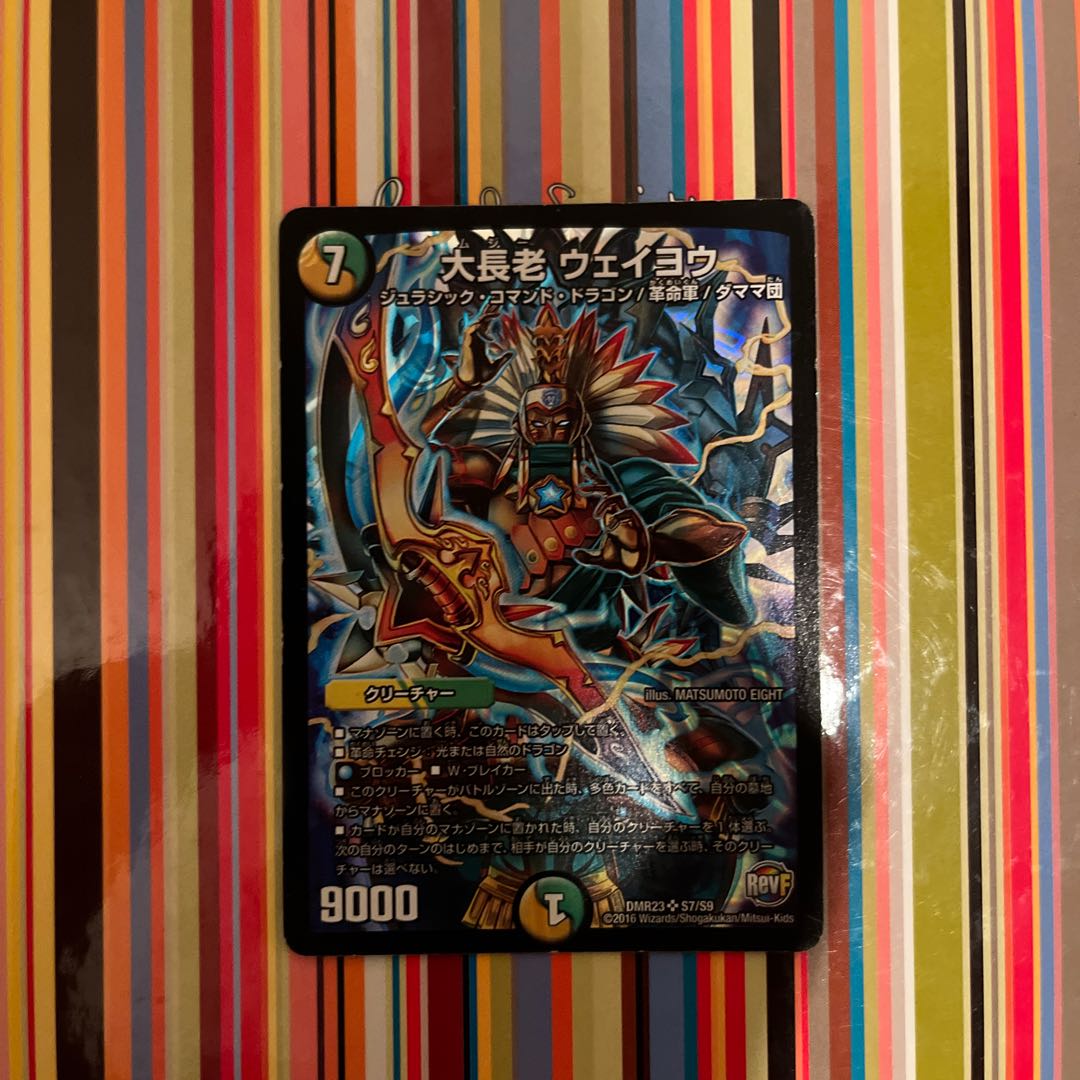 7
ムジー
大長老 ウェイヨウ
かくめいぐん だん
ジュラシック・コマンド・ドラゴン / 革命軍 / ダママ団
クリーチャー
illus. MATSUMOTO EIGHT
■ マナゾーンに置く時、このカードはタップして置く。
■ 革命チェンジ:光または自然のドラゴン
ブロッカー ■ W・ブレイカー
■ このクリーチャーがバトルゾーンに出た時、多色カードをすべて、自分の墓地
からマナゾーンに置く。
■ カードが自分のマナゾーンに置かれた時、自分のクリーチャーを1体選ぶ。
次の自分のターンのはじめまで、相手が自分のクリーチャーを選ぶ時、そのクリー
チャーは選べない。
RevF
9000
1
DMR23 S7/S9
©2016 Wizards/Shogakukan/Mitsui-Kids